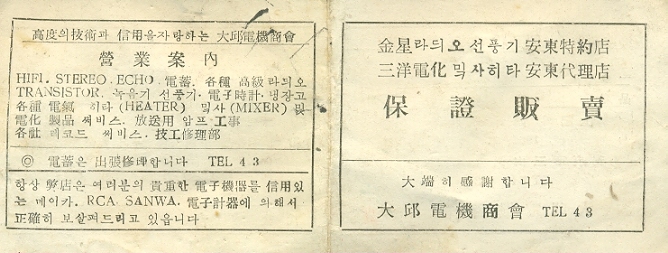 高度의技術과 信用을자랑하는 大邱電機商會
營業案內
HIFI. STEREO. ECHO. 電蓄. 各種 高級 라듸오
TRANSISTOR. 녹음기 선풍기. 電子時計. 냉장고
各種 電氣 히타 (HEATER) 믹사 (MIXER) 및
電化 製品 써비스. 放送用 암프. 工事
各社 레코드 써비스. 技工修理部
◎ 電蓄은 出張修理합니다 TEL 4 3
항상 弊店은 여러분의 貴重한 電子機器를 信用있
는 메이카. RCA. SANWA. 電子計器에 依해서
正確히 보살펴드리고 있읍니다
金星라듸오선풍기安東特約店
三洋電化 믹사히타 安東代理店
保證販賣
大端히感謝합니다
大邱電機商會 TEL 4 3